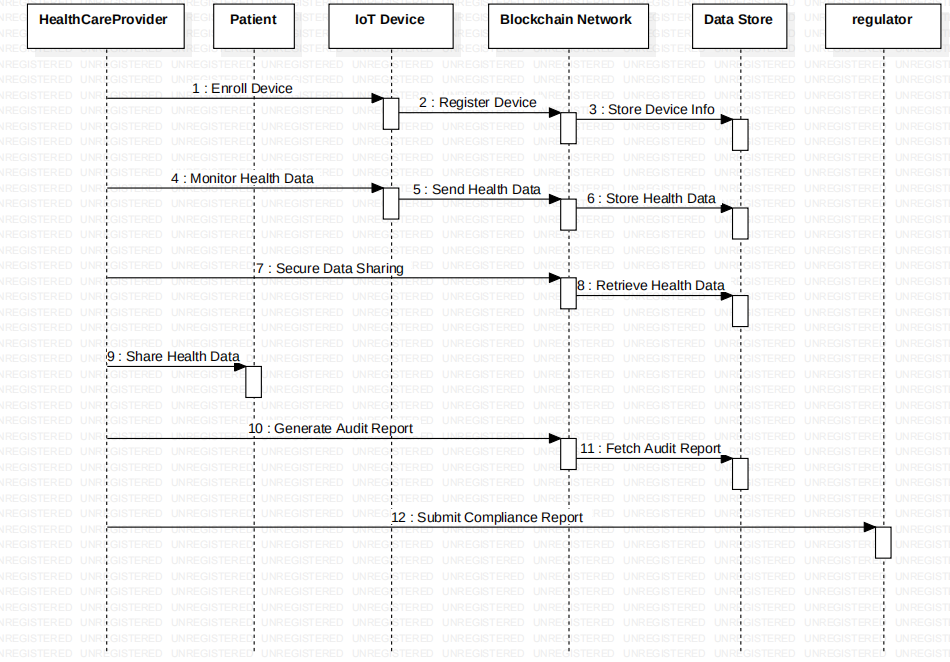 HealthCareProvider Patient IoT Device Blockchain Network Data Store regulator
1 : Enroll Device
2 : Register Device
3 : Store Device Info
4 : Monitor Health Data
5 : Send Health Data
6 : Store Health Data
7 : Secure Data Sharing
8 : Retrieve Health Data
9 : Share Health Data
10 : Generate Audit Report
11 : Fetch Audit Report
12 : Submit Compliance Report
UNREGISTERED